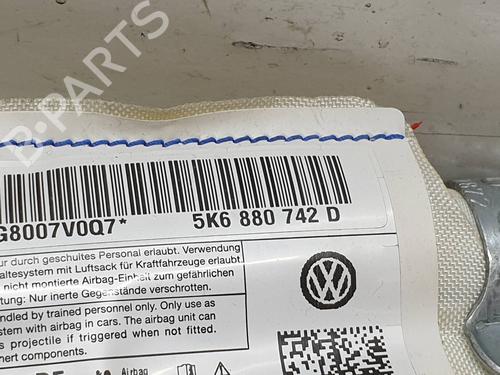 B-PARTS
G8007V0Q7* 5K6 880 742 D
ur durch geschultes Personal erlaubt. Verwendung
altesystem mit Luftsack für Kraftfahrzeuge erlaubt.
nicht montierte Airbag-Einheit zum gefährlichen
tung: Nur inerte Gegenstände verschrotten.
ndled by trained personnel only. Only use as
stem with airbag in cars. The airbag unit can
s projectile if triggered when not fitted.
nert components.
Airbag